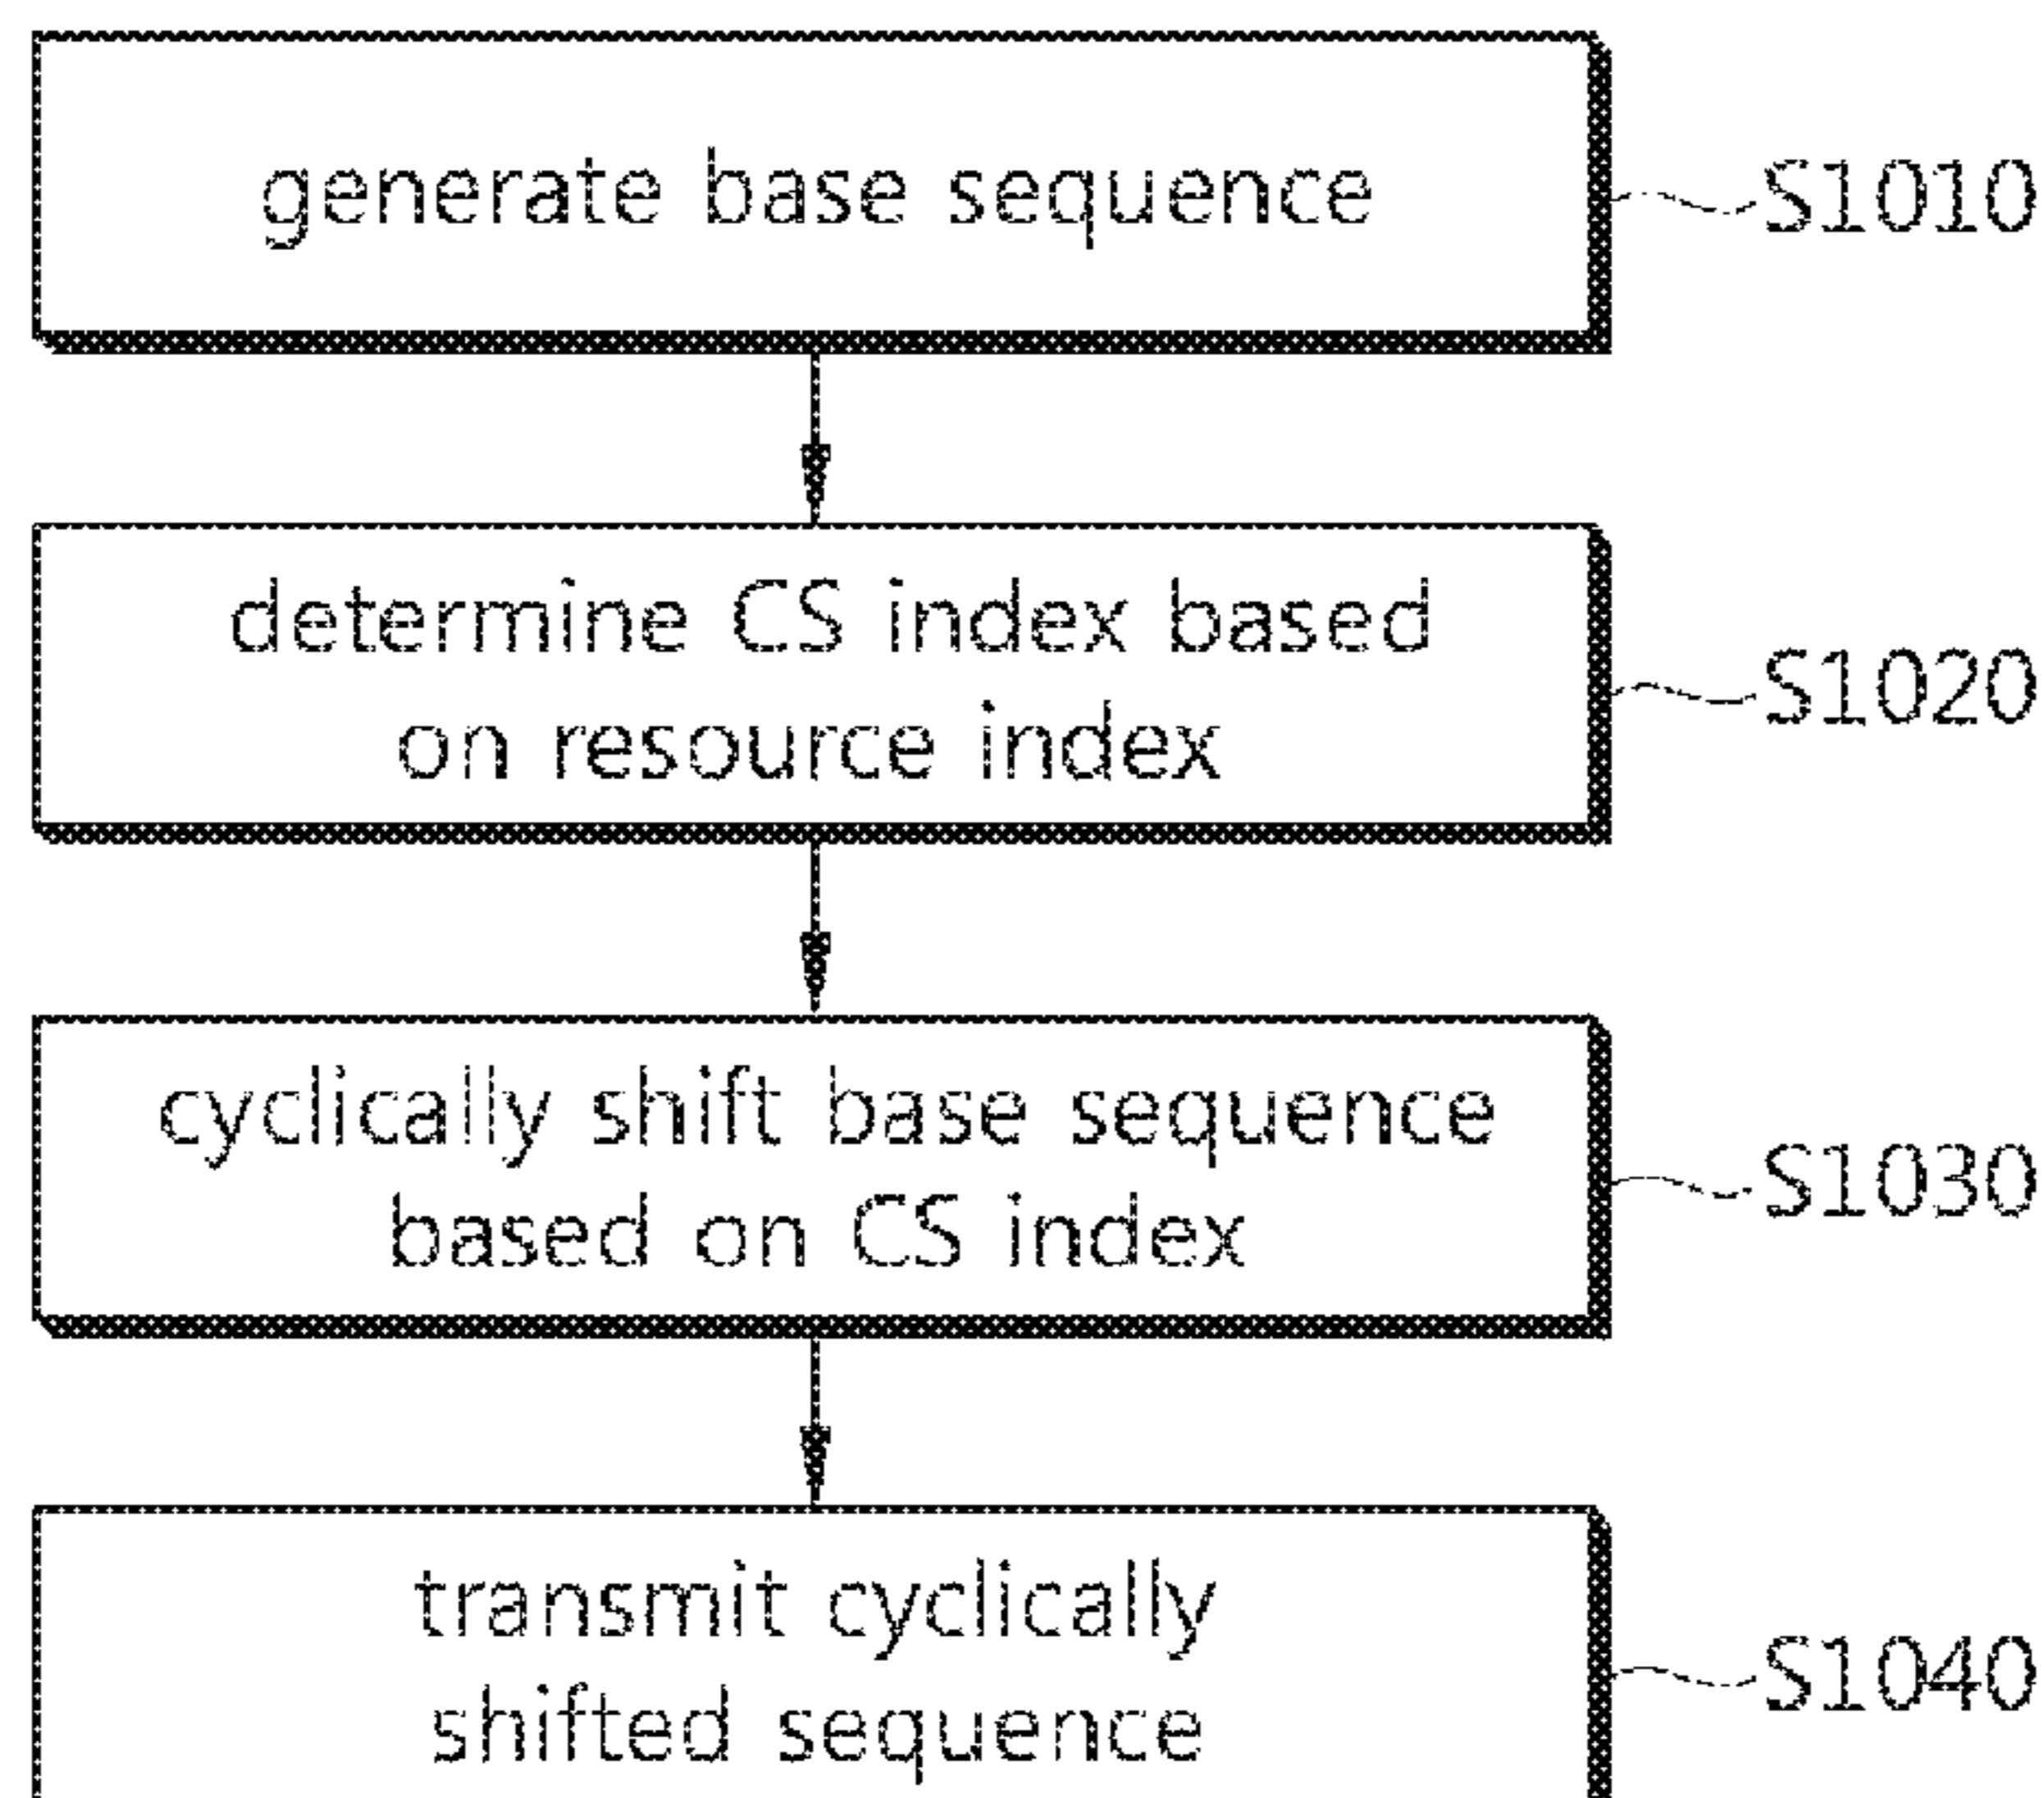 generate base sequence
S1010
determine CS index based
on resource index
S1020
cyclically shift base sequence
based on CS index
S1030
transmit cyclically
shifted sequence
S1040